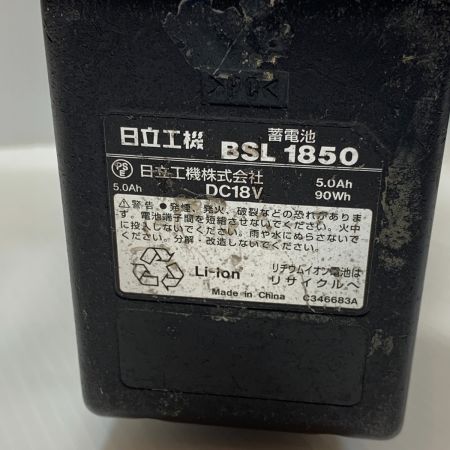 >PC<
日立工機 蓄電池 BSL 1850
PS E 日立工機株式会社 5.0Ah
5.0Ah DC18V 90Wh
⚠警告 ●発煙、発火、破裂などの恐れがありま
す。電池端子間を短絡させないでください。火中
に投入しないでください。雨や水にぬらさないで
ください。分解・改造しないでください。
Li-ion リチウムイオン電池は
リサイクルへ
Made in China C346683A